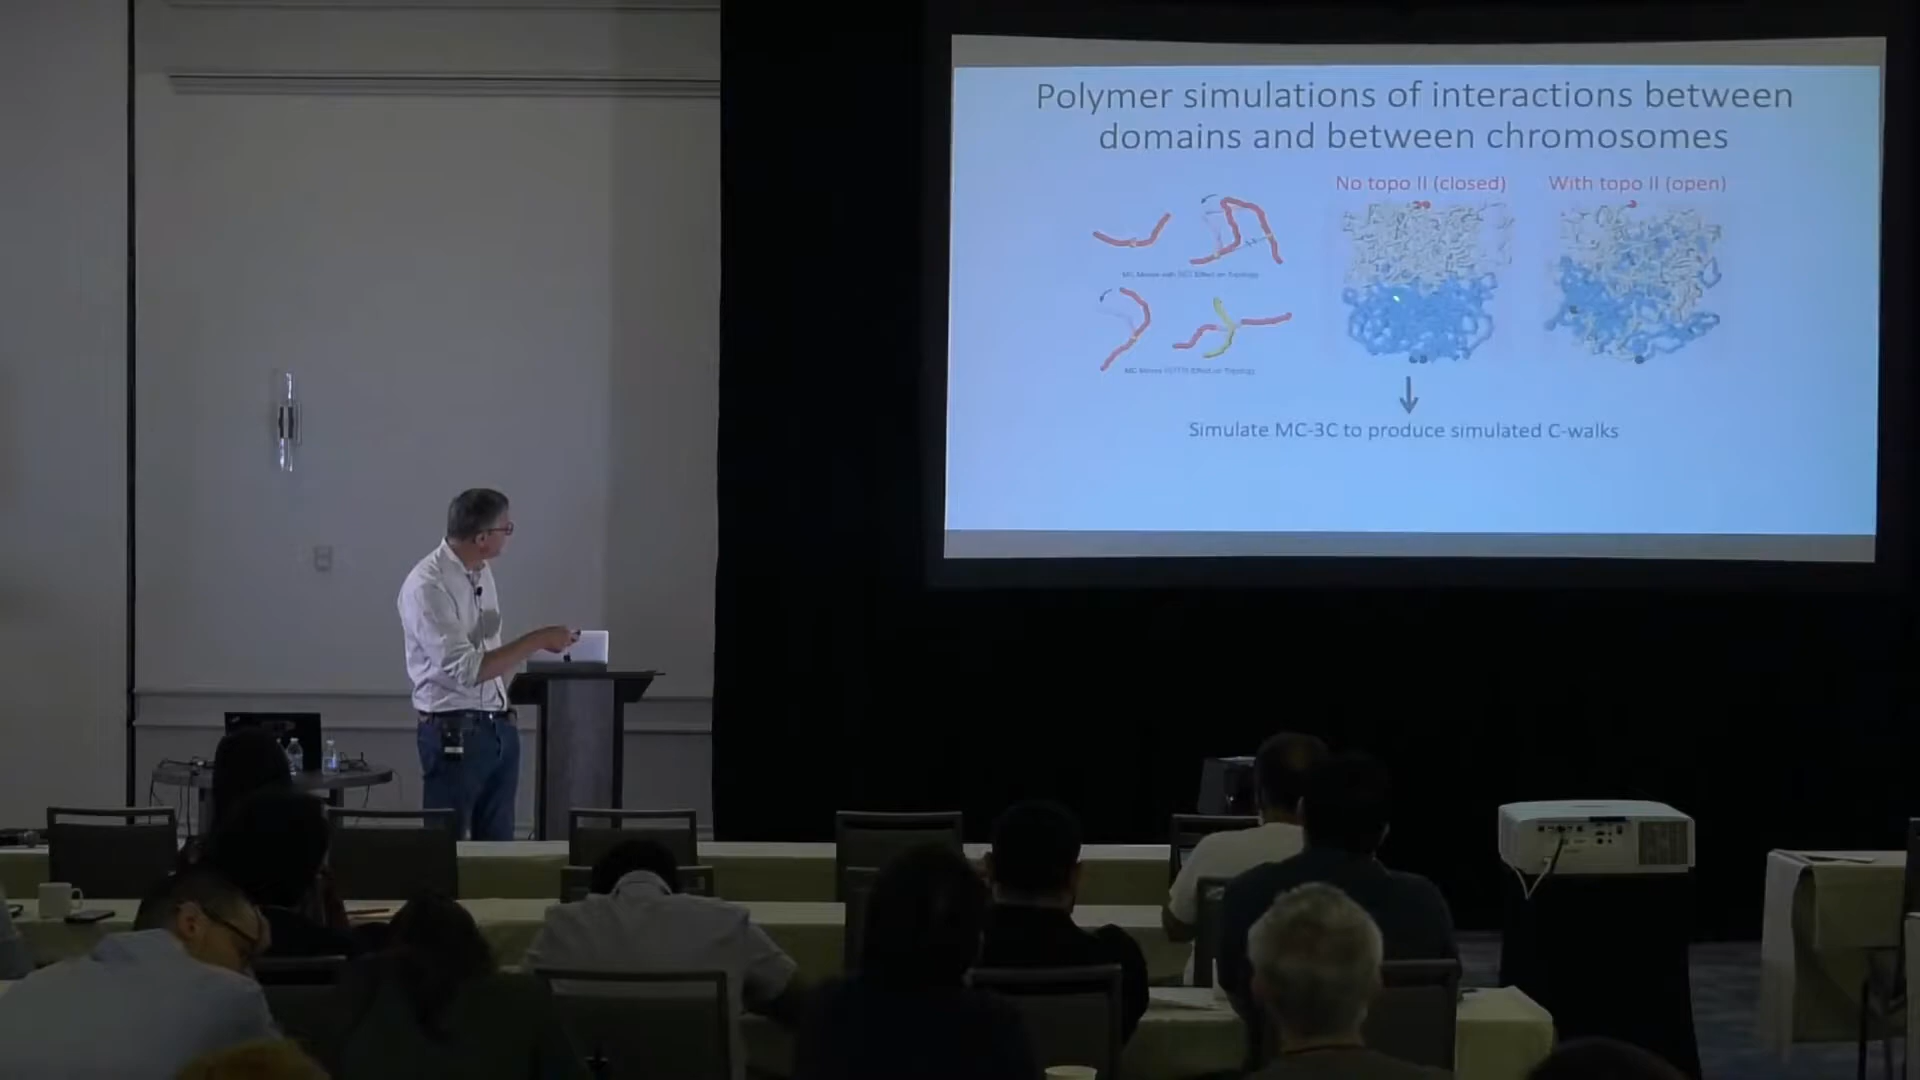 Polymer simulations of interactions between
domains and between chromosomes
No topo II (closed)
With topo II (open)
Simulate MC-3C to produce simulated C-walks